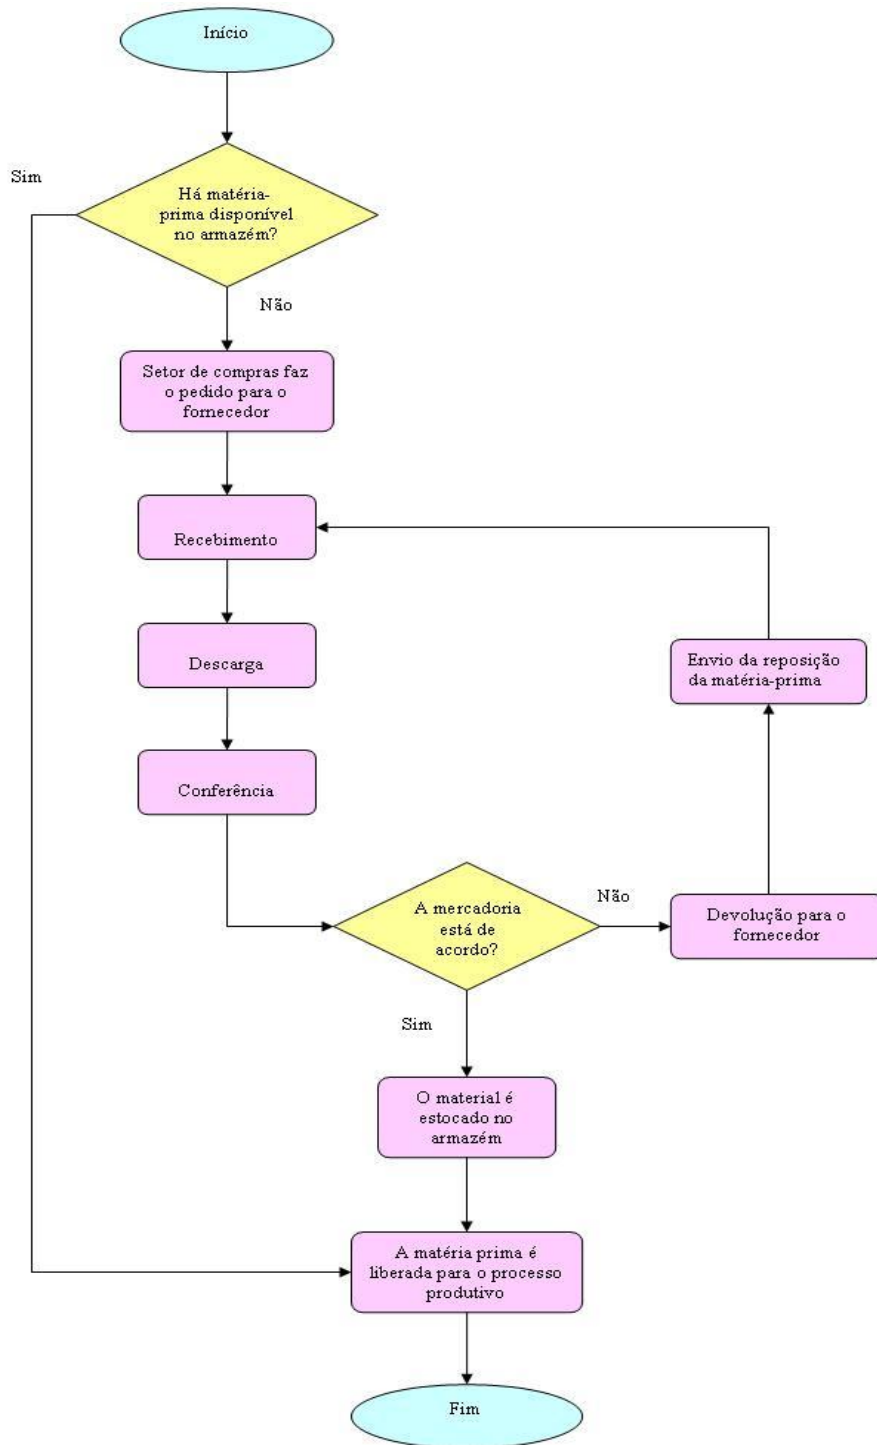 Início
Sim
Há matéria-
prima disponível
no armazém?
Não
Setor de compras faz
o pedido para o
fornecedor
Recebimento
Descarga
Envio da reposição
da matéria-prima
Conferência
A mercadoria
está de
acordo?
Não
Devolução para o
fornecedor
Sim
O material é
estocado no
armazém
A matéria prima é
liberada para o processo
produtivo
Fim